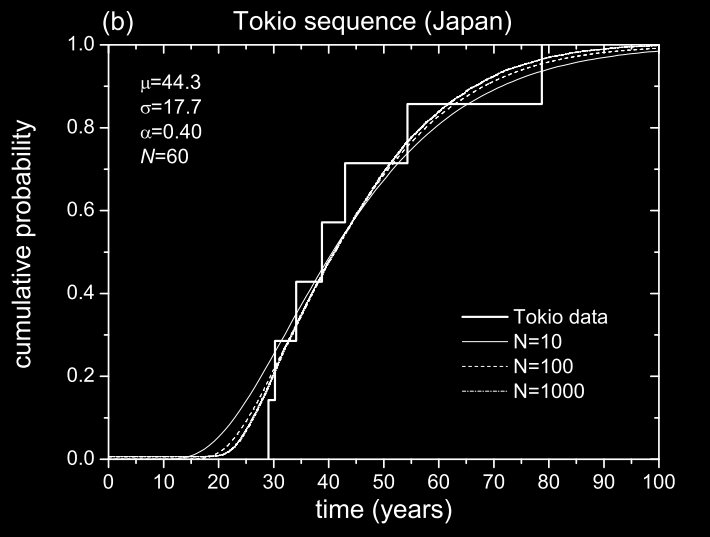 (b) Tokio sequence (Japan)
1.0
0.8
0.6
0.4
0.2
0.0
cumulative probability
μ=44.3
σ=17.7
α=0.40
N=60
Tokio data
N=10
N=100
N=1000
0 10 20 30 40 50 60 70 80 90 100
time (years)